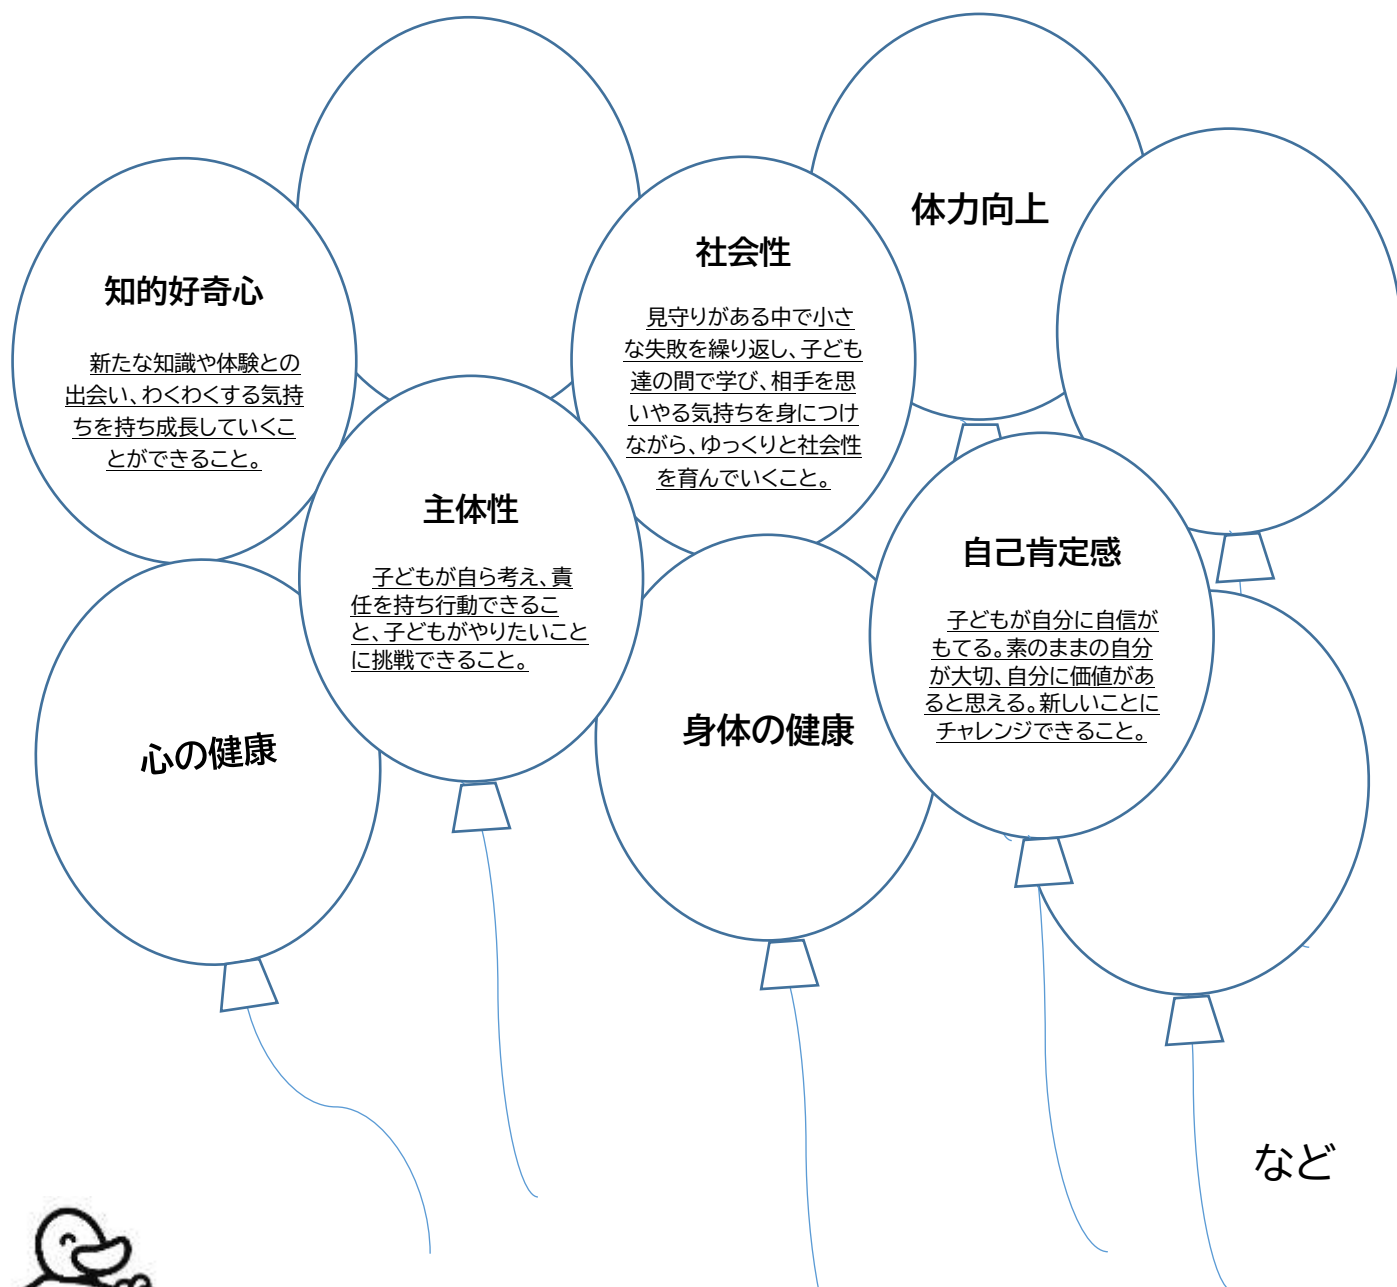 体力向上
社会性
見守りがある中で小さ
な失敗を繰り返し、子ども
達の間で学び、相手を思
いやる気持ちを身につけ
ながら、ゆっくりと社会性
を育んでいくこと。
知的好奇心
新たな知識や体験との
出会い、わくわくする気持
ちを持ち成長していくこ
とができること。
主体性
子どもが自ら考え、責
任を持ち行動できるこ
と、子どもがやりたいこと
に挑戦できること。
自己肯定感
子どもが自分に自信が
もてる。素のままの自分
が大切、自分に価値があ
ると思える。新しいことに
チャレンジできること。
心の健康
身体の健康
など